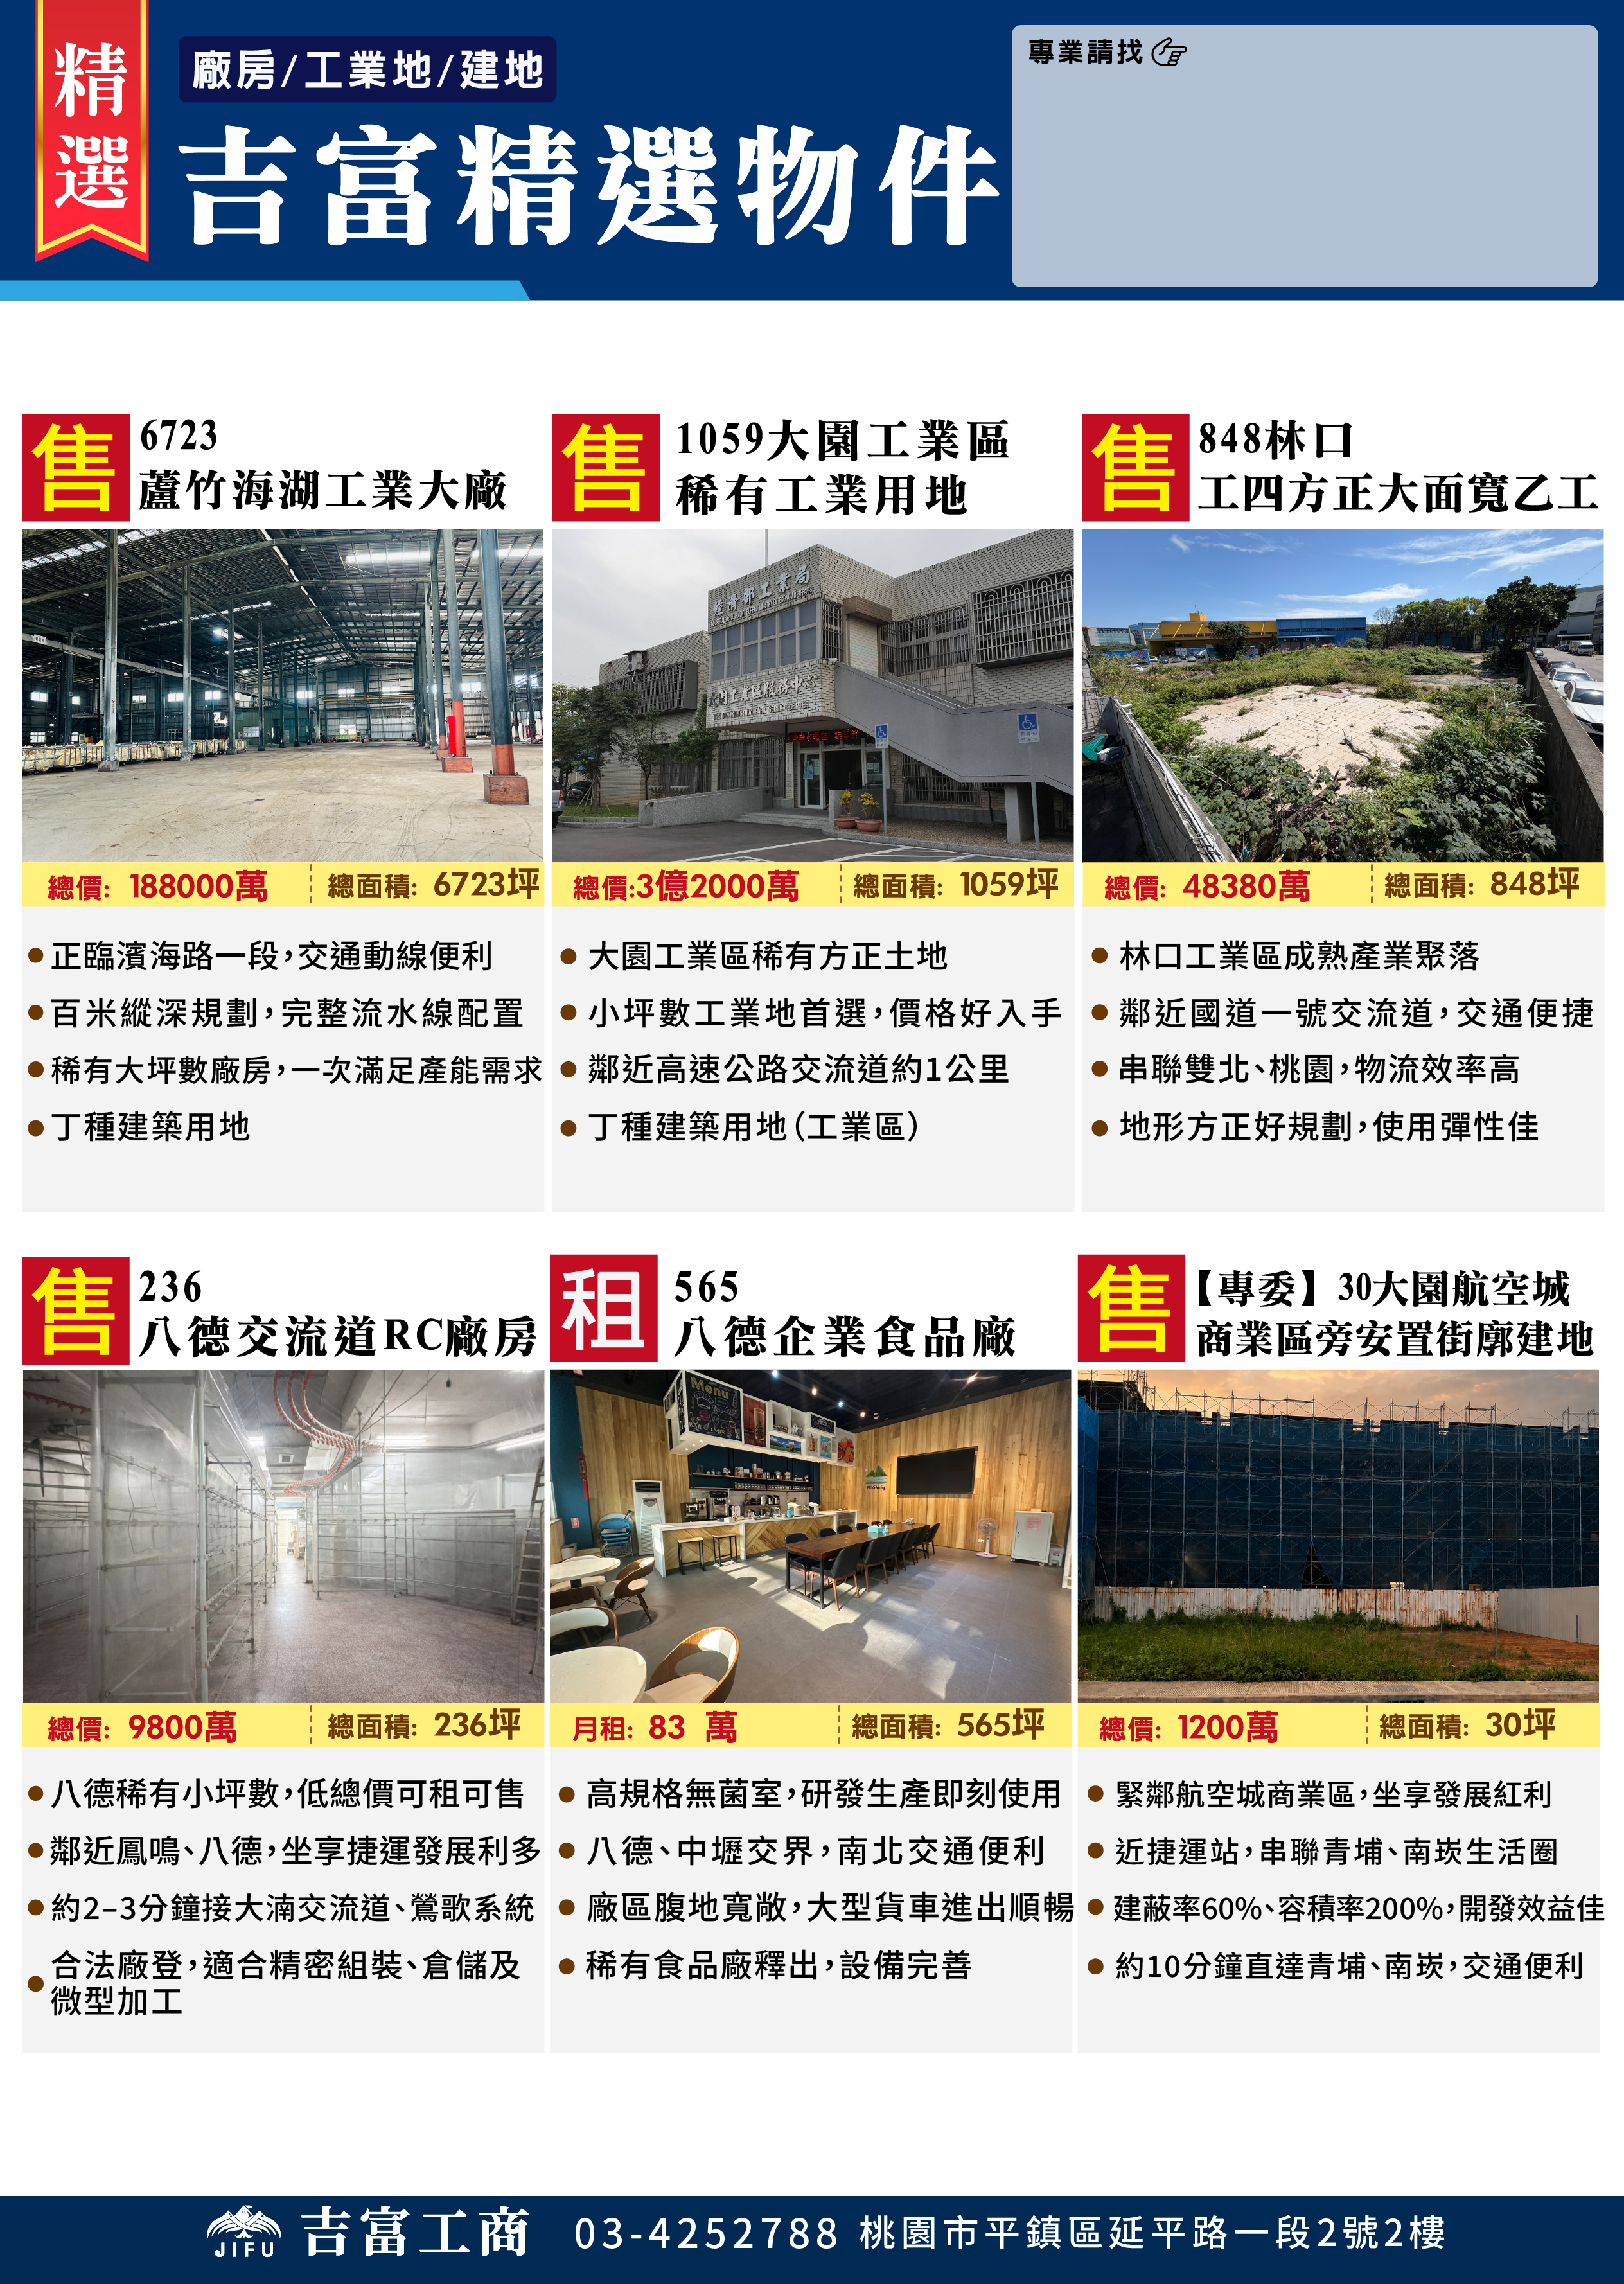 精選
廠房/工業地/建地
吉富精選物件
專業請找
售
6723
蘆竹海湖工業大廠
總價: 188000萬
總面積: 6723坪
正臨濱海路一段,交通動線便利
百米縱深規劃,完整流水線配置
稀有大坪數廠房,一次滿足產能需求
丁種建築用地
售
1059大園工業區
稀有工業用地
經濟部工業局
大園工業區服務中心
總價:3億2000萬
總面積: 1059坪
大園工業區稀有方正土地
小坪數工業地首選,價格好入手
鄰近高速公路交流道約1公里
丁種建築用地(工業區)
售
848林口
工四方正大面寬乙工
總價: 48380萬
總面積: 848坪
林口工業區成熟產業聚落
鄰近國道一號交流道,交通便捷
串聯雙北、桃園,物流效率高
地形方正好規劃,使用彈性佳
售
236
八德交流道RC廠房
總價: 9800萬
總面積: 236坪
八德稀有小坪數,低總價可租可售
鄰近鳳鳴、八德,坐享捷運發展利多
約2-3分鐘接大湳交流道、鶯歌系統
合法廠登,適合精密組裝、倉儲及
微型加工
租
565
八德企業食品廠
Menu
月租: 83 萬
總面積: 565坪
高規格無菌室,研發生產即刻使用
八德、中壢交界,南北交通便利
廠區腹地寬敞,大型貨車進出順暢
稀有食品廠釋出,設備完善
售
【專委】30大園航空城
商業區旁安置街廓建地
總價: 1200萬
總面積: 30坪
緊鄰航空城商業區,坐享發展紅利
近捷運站,串聯青埔、南崁生活圈
建蔽率60%、容積率200%,開發效益佳
約10分鐘直達青埔、南崁,交通便利
JIFU
吉富工商
03-4252788 桃園市平鎮區延平路一段2號2樓